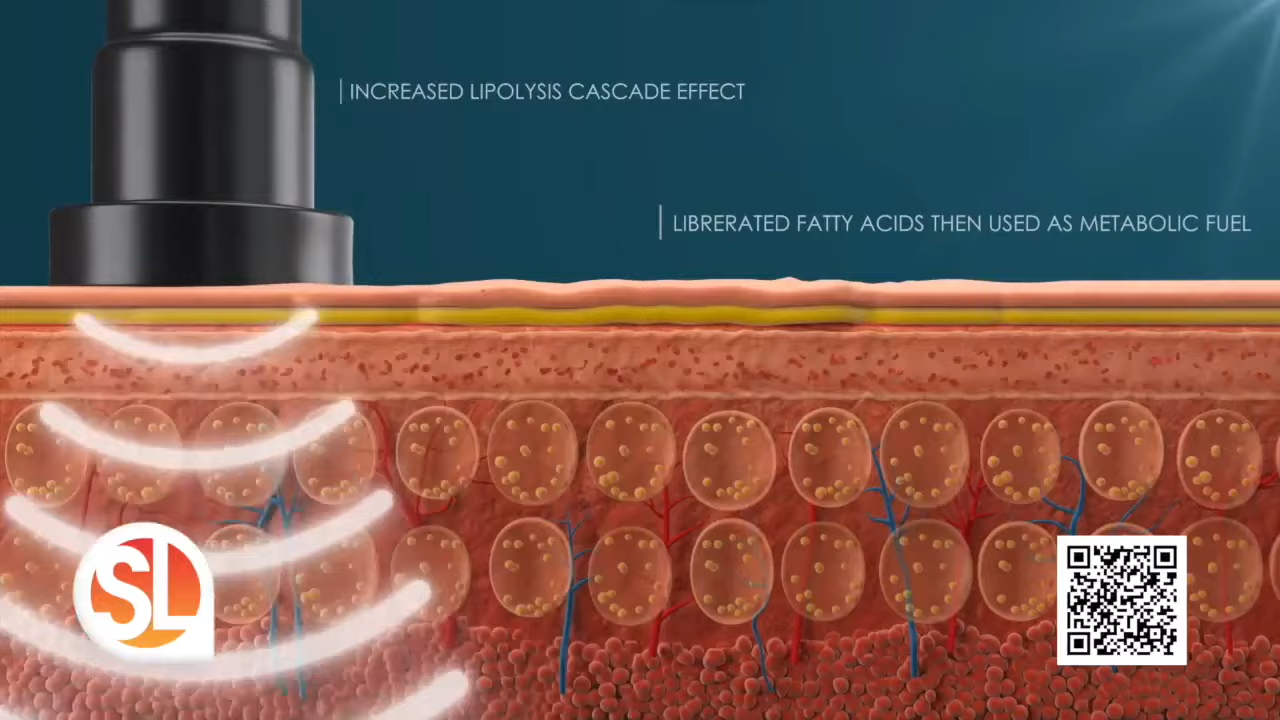 INCREASED LIPOLYSIS CASCADE EFFECT
LIBRERATED FATTY ACIDS THEN USED AS METABOLIC FUEL
SL